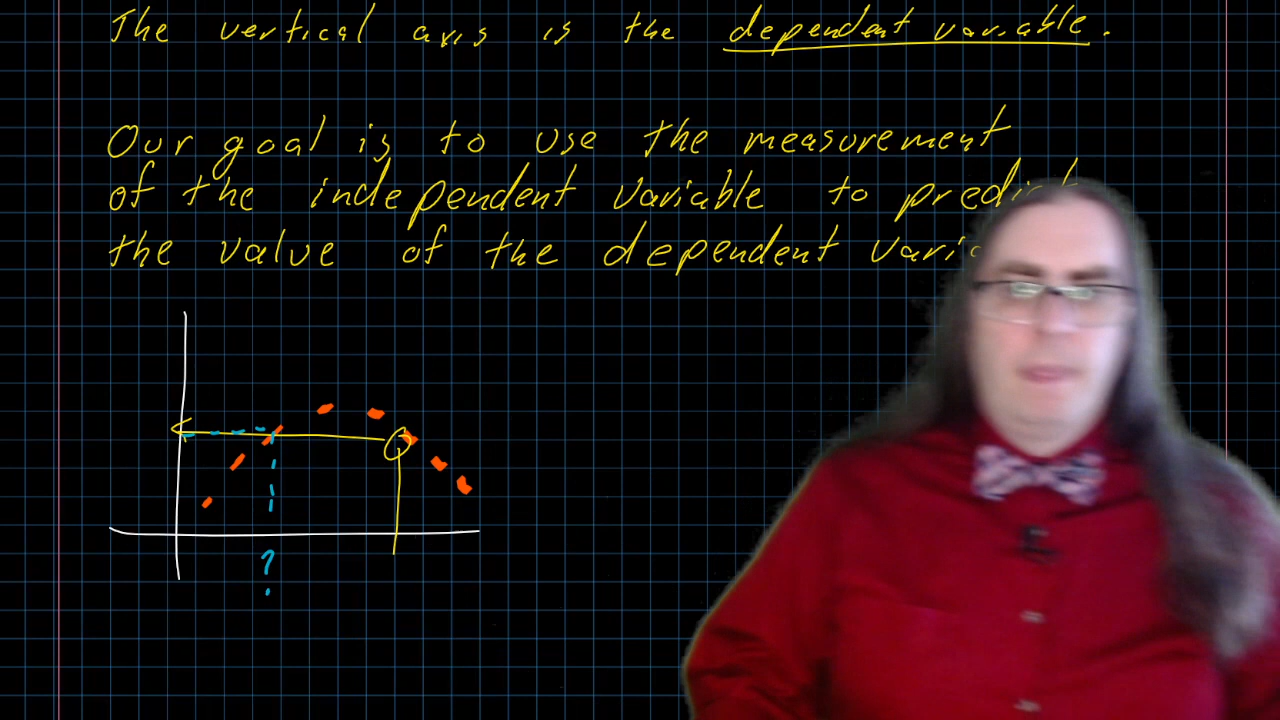 The vertical axis is the dependent variable.
Our goal is to use the measurement
of the independent variable to predict
the value of the dependent
?